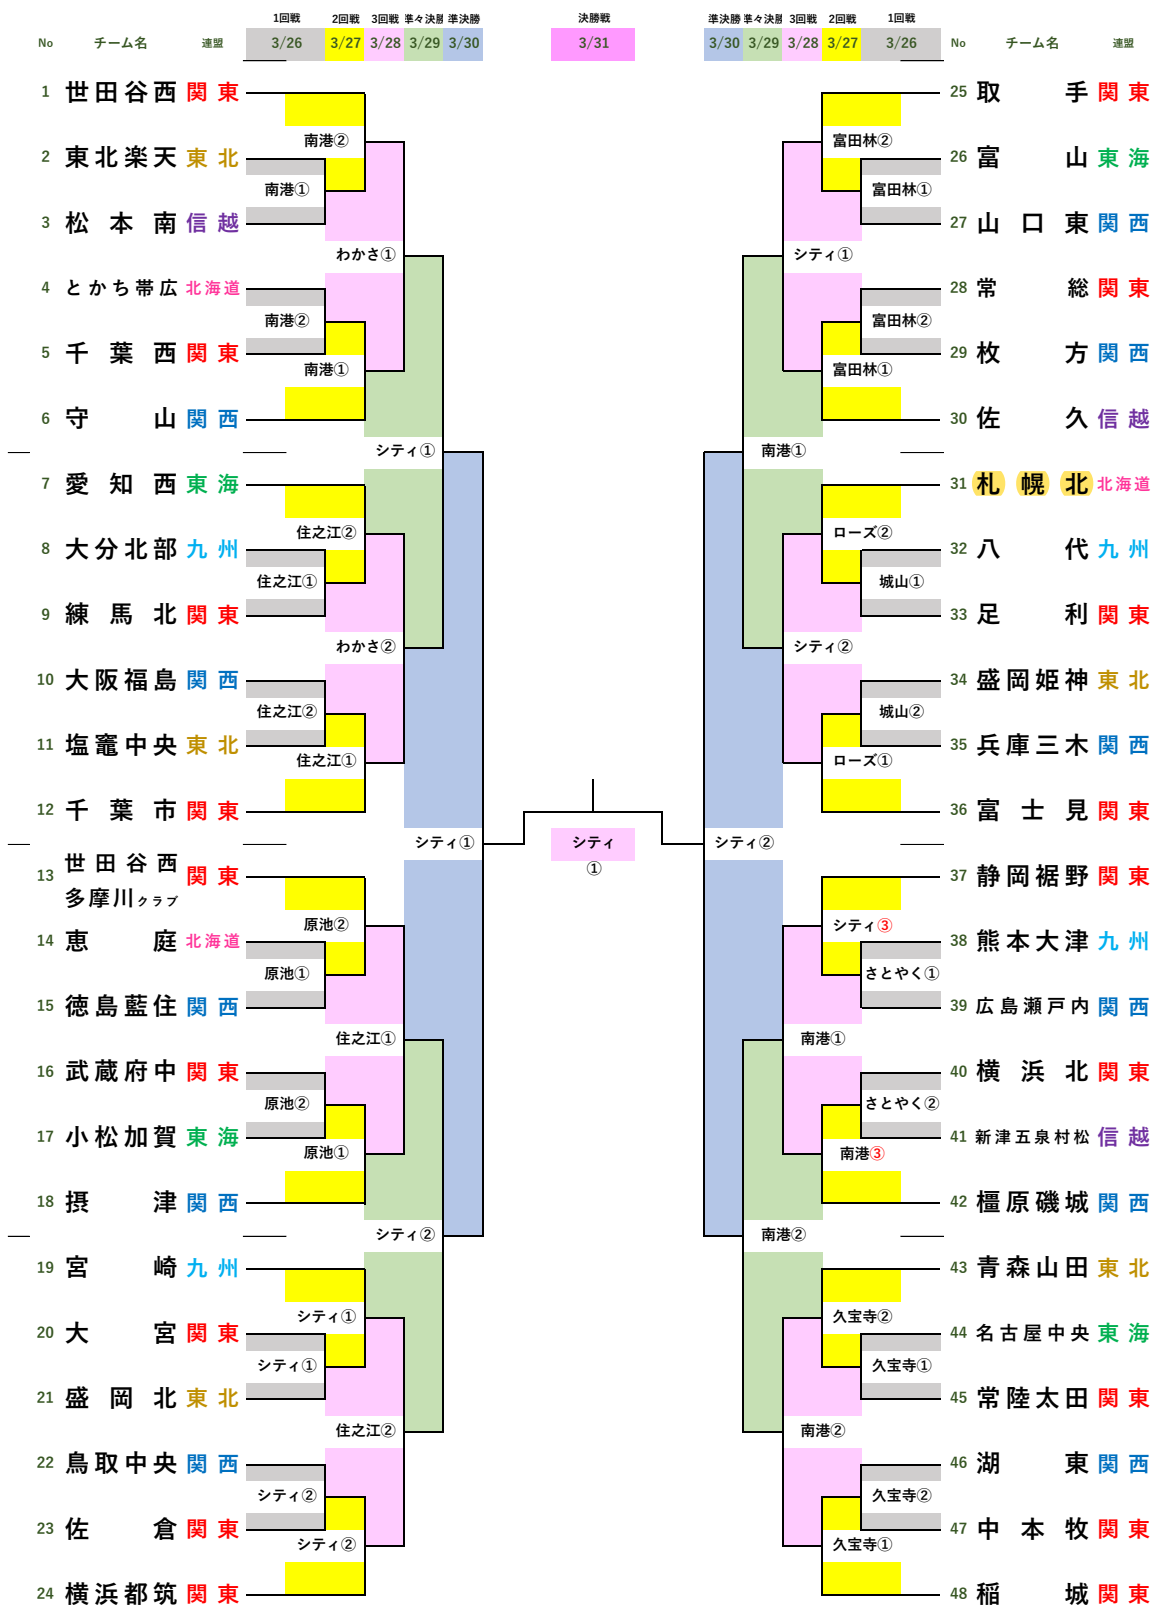 1回戦 2回戦 3回戦 準々決勝 準決勝 決勝戦 準決勝 準々決勝 3回戦 2回戦 1回戦
No チーム名 連盟 3/26 3/27 3/28 3/29 3/30 3/31 3/30 3/29 3/28 3/27 3/26 No チーム名 連盟
1 世田谷西 関東 25 取手 関東
南港② 富田林②
2 東北楽天 東北 26 富山 東海
南港① 富田林①
3 松本南 信越 27 山口東 関西
わかさ① シティ①
4 とかち帯広 北海道 28 常総 関東
南港② 富田林②
5 千葉西 関東 29 枚方 関西
南港① 富田林①
6 守山 関西 30 佐久 信越
シティ① 南港①
7 愛知西 東海 31 札幌北 北海道
住之江② ローズ②
8 大分北部 九州 32 八代 九州
住之江① 城山①
9 練馬北 関東 33 足利 関東
わかさ② シティ②
10 大阪福島 関西 34 盛岡姫神 東北
住之江② 城山②
11 塩竈中央 東北 35 兵庫三木 関西
住之江① ローズ①
12 千葉市 関東 36 富士見 関東
シティ① シティ シティ②
①
13 世田谷西 関東 37 静岡裾野 関東
多摩川クラブ
原池② シティ③
14 恵庭 北海道 38 熊本大津 九州
原池① さとやく①
15 徳島藍住 関西 39 広島瀬戸内 関西
住之江① 南港①
16 武蔵府中 関東 40 横浜北 関東
原池② さとやく②
17 小松加賀 東海 41 新津五泉村松 信越
原池① 南港③
18 摂津 関西 42 橿原磯城 関西
シティ② 南港②
19 宮崎 九州 43 青森山田 東北
シティ① 久宝寺②
20 大宮 関東 44 名古屋中央 東海
シティ① 久宝寺①
21 盛岡北 東北 45 常陸太田 関東
住之江② 南港②
22 鳥取中央 関西 46 湖東 関西
シティ② 久宝寺②
23 佐倉 関東 47 中本牧 関東
シティ② 久宝寺①
24 横浜都筑 関東 48 稲城 関東